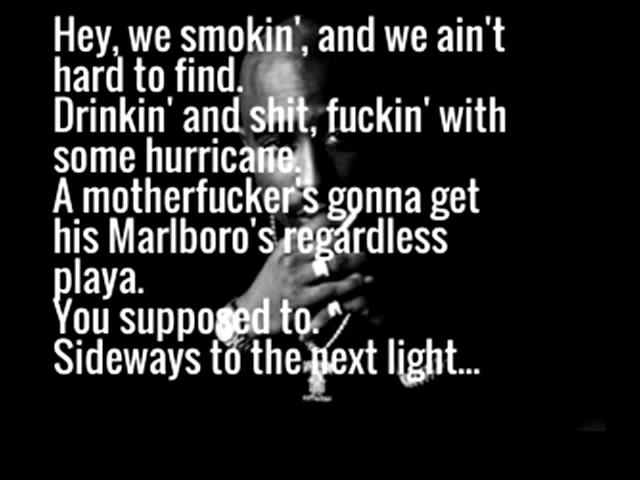 Hey, we smokin', and we ain't
hard to find.
Drinkin' and shit, fuckin' with
some hurricane.
A motherfucker's gonna get
his Marlboro's regardless
playa.
You supposed to.
Sideways to the next light...